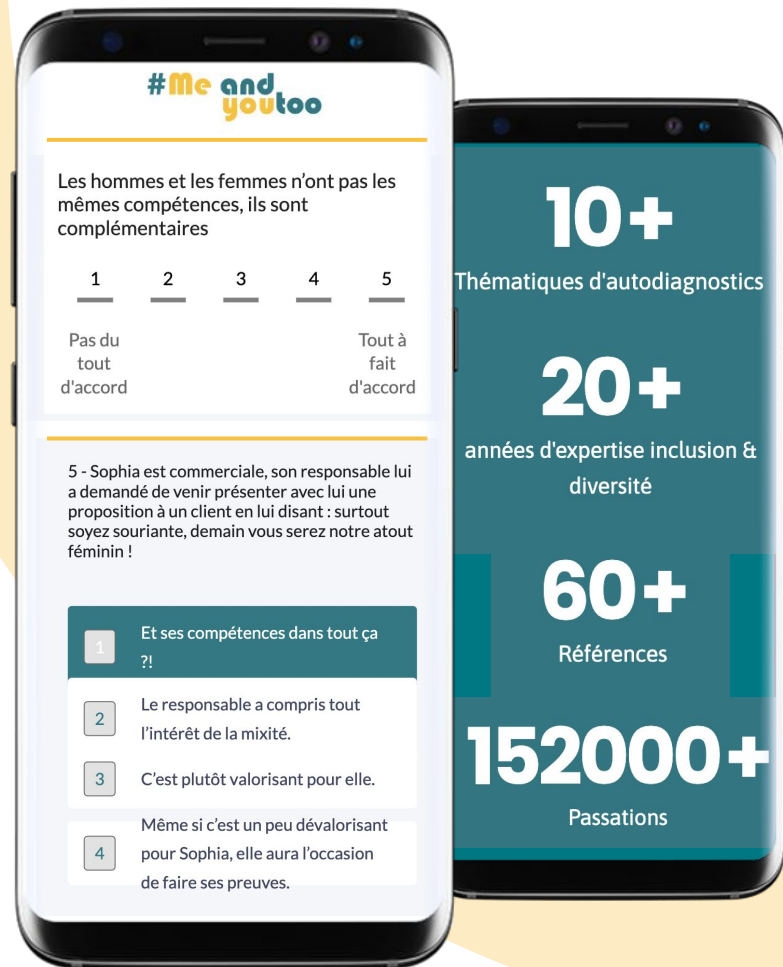 #Me and
youtoo
Les hommes et les femmes n’ont pas les
mêmes compétences, ils sont
complémentaires
1 2 3 4 5
Pas du
tout
d'accord
Tout à
fait
d'accord
5 - Sophia est commerciale, son responsable lui
a demandé de venir présenter avec lui une
proposition à un client en lui disant : surtout
soyez souriante, demain vous serez notre atout
féminin !
1 Et ses compétences dans tout ça
?!
2 Le responsable a compris tout
l’intérêt de la mixité.
3 C’est plutôt valorisant pour elle.
4 Même si c’est un peu dévalorisant
pour Sophia, elle aura l’occasion
de faire ses preuves.
10+
Thématiques d'autodiagnostics
20+
années d'expertise inclusion &
diversité
60+
Références
152000+
Passations